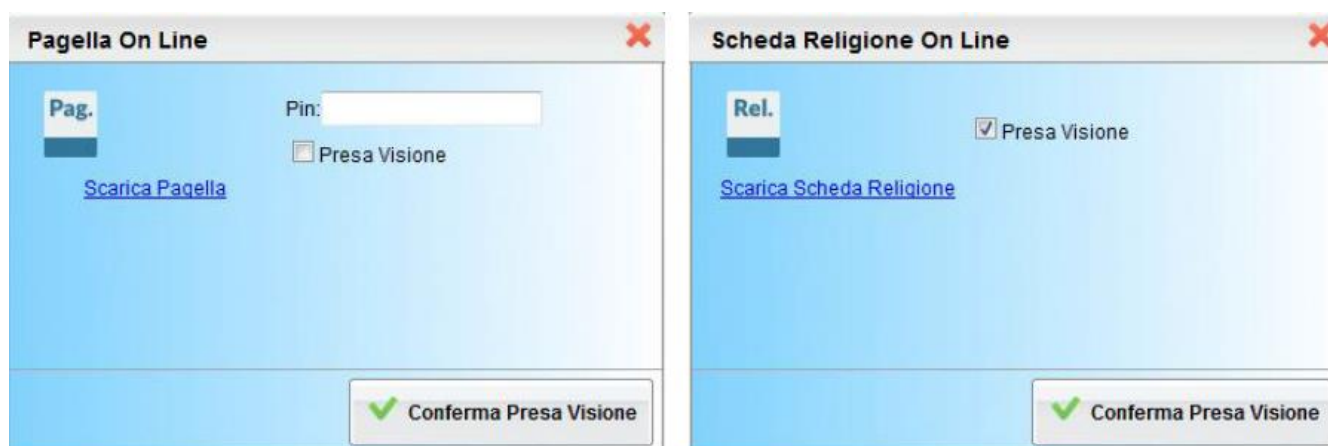 Pagella On Line
Pag.
Pin:
Presa Visione
Scarica Pagella
Conferma Presa Visione
Scheda Religione On Line
Rel.
Presa Visione
Scarica Scheda Religione
Conferma Presa Visione